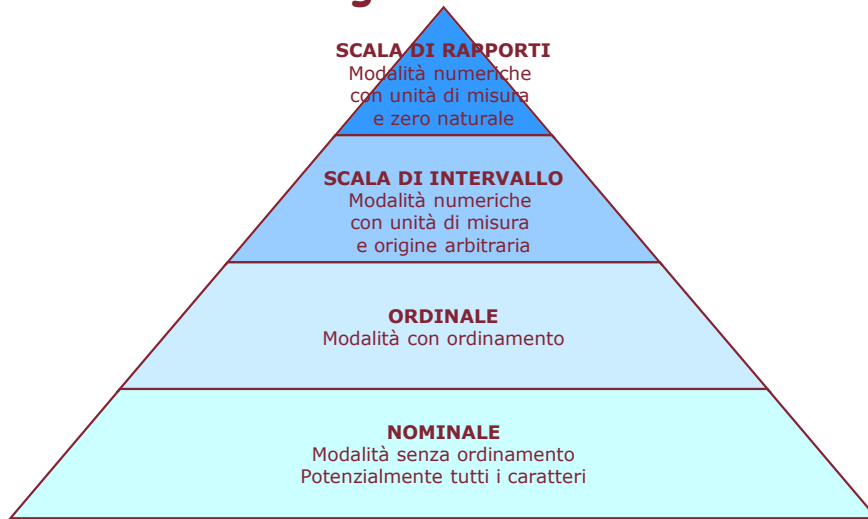 SCALA DI RAPPORTI
Modalità numeriche
con unità di misura
e zero naturale
SCALA DI INTERVALLO
Modalità numeriche
con unità di misura
e origine arbitraria
ORDINALE
Modalità con ordinamento
NOMINALE
Modalità senza ordinamento
Potenzialmente tutti i caratteri